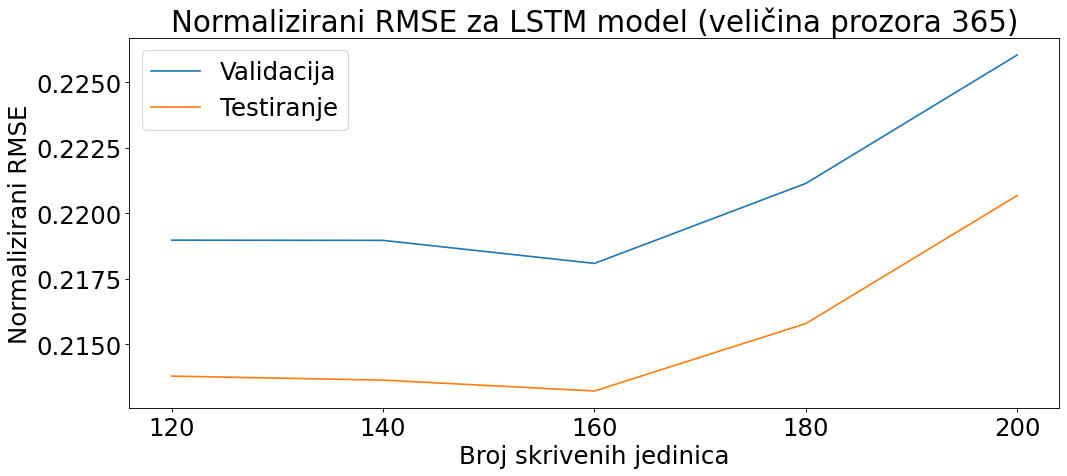 Normalizirani RMSE za LSTM model (veličina prozora 365)
Validacija
Testiranje
Normalizirani RMSE
0.2250
0.2225
0.2200
0.2175
0.2150
120 140 160 180 200
Broj skrivenih jedinica